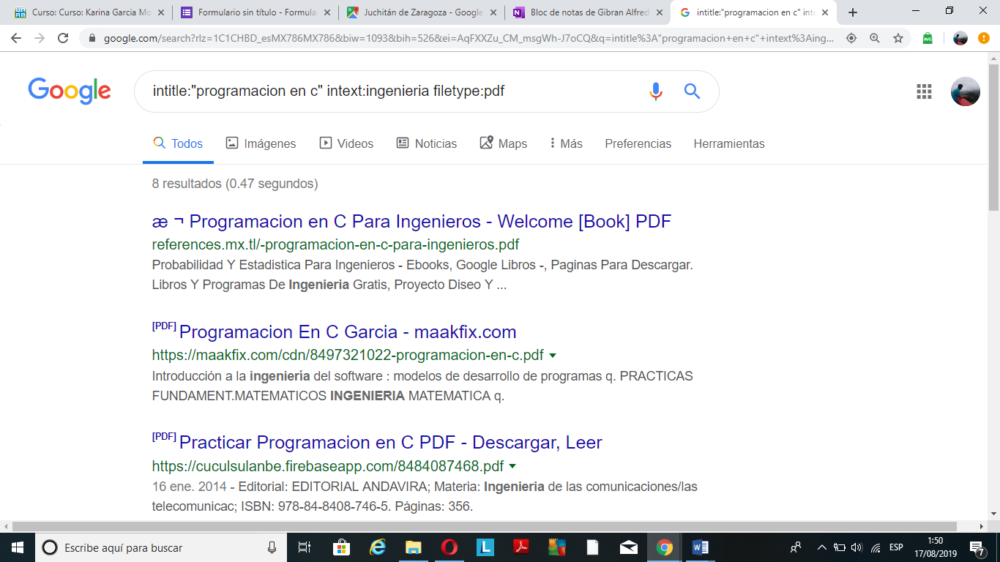 Curso: Curso: Karina Garcia Mo
Formulario sin título - Formula
Juchitán de Zaragoza - Google
Bloc de notas de Gibran Alfred
intitle:"programacion en c" inte
google.com/search?rlz=1C1CHBD_esMX786MX786&biw=1093&bih=526&ei=AqFXXZu_CM_msgWh-J7oCQ&q=intitle%3A"programacion+en+c"+intext%3Aing...
AVG
Google
intitle:"programacion en c" intext:ingenieria filetype:pdf
Todos
Imágenes
Videos
Noticias
Maps
Más
Preferencias
Herramientas
8 resultados (0.47 segundos)
æ ¬ Programacion en C Para Ingenieros - Welcome [Book] PDF
references.mx.tl/-programacion-en-c-para-ingenieros.pdf
Probabilidad Y Estadistica Para Ingenieros - Ebooks, Google Libros -, Paginas Para Descargar.
Libros Y Programas De Ingenieria Gratis, Proyecto Diseo Y ...
[PDF] Programacion En C Garcia - maakfix.com
https://maakfix.com/cdn/8497321022-programacion-en-c.pdf
Introducción a la ingeniería del software : modelos de desarrollo de programas q. PRACTICAS
FUNDAMENT.MATEMATICOS INGENIERIA MATEMATICA q.
[PDF] Practicar Programacion en C PDF - Descargar, Leer
https://cuculsulanbe.firebaseapp.com/8484087468.pdf
16 ene. 2014 - Editorial: EDITORIAL ANDAVIRA; Materia: Ingenieria de las comunicaciones/las
telecomunicac; ISBN: 978-84-8408-746-5. Páginas: 356.
Escribe aquí para buscar
L
ESP
1:50
17/08/2019
7